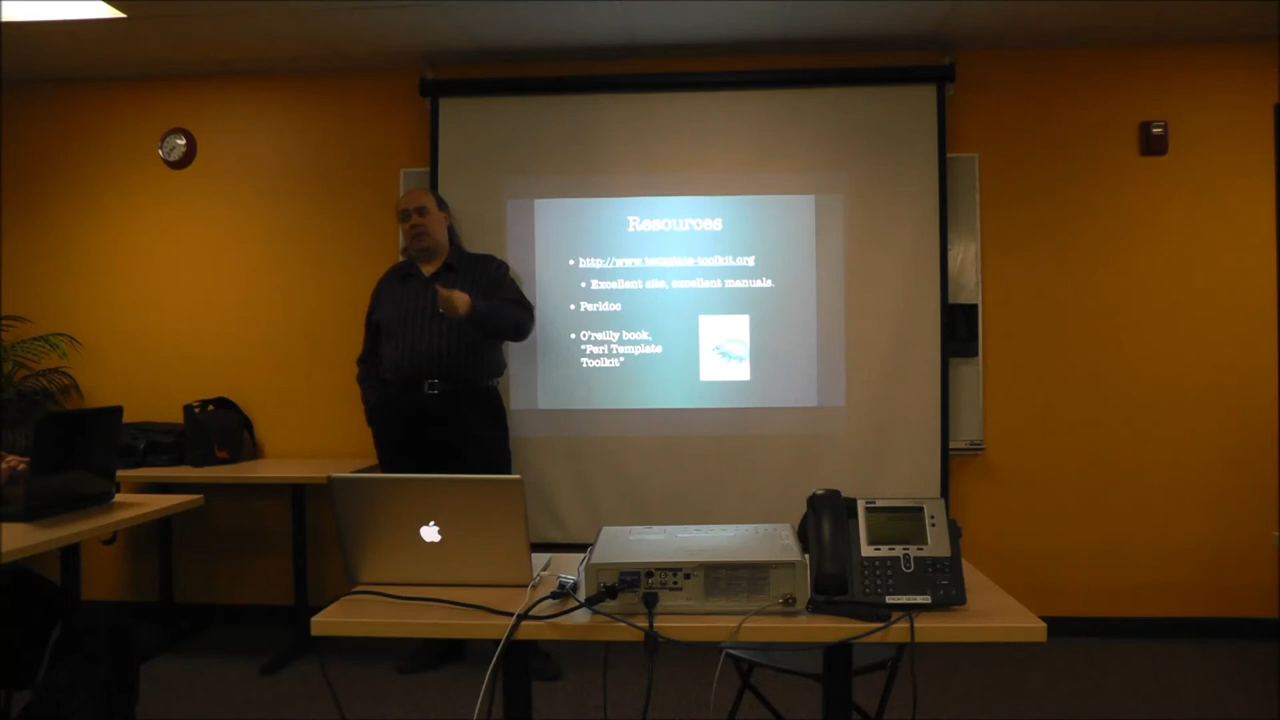 Resources
http://www.template-toolkit.org
Excellent site, excellent manuals.
Perldoc
O'reilly book,
"Perl Template
Toolkit"